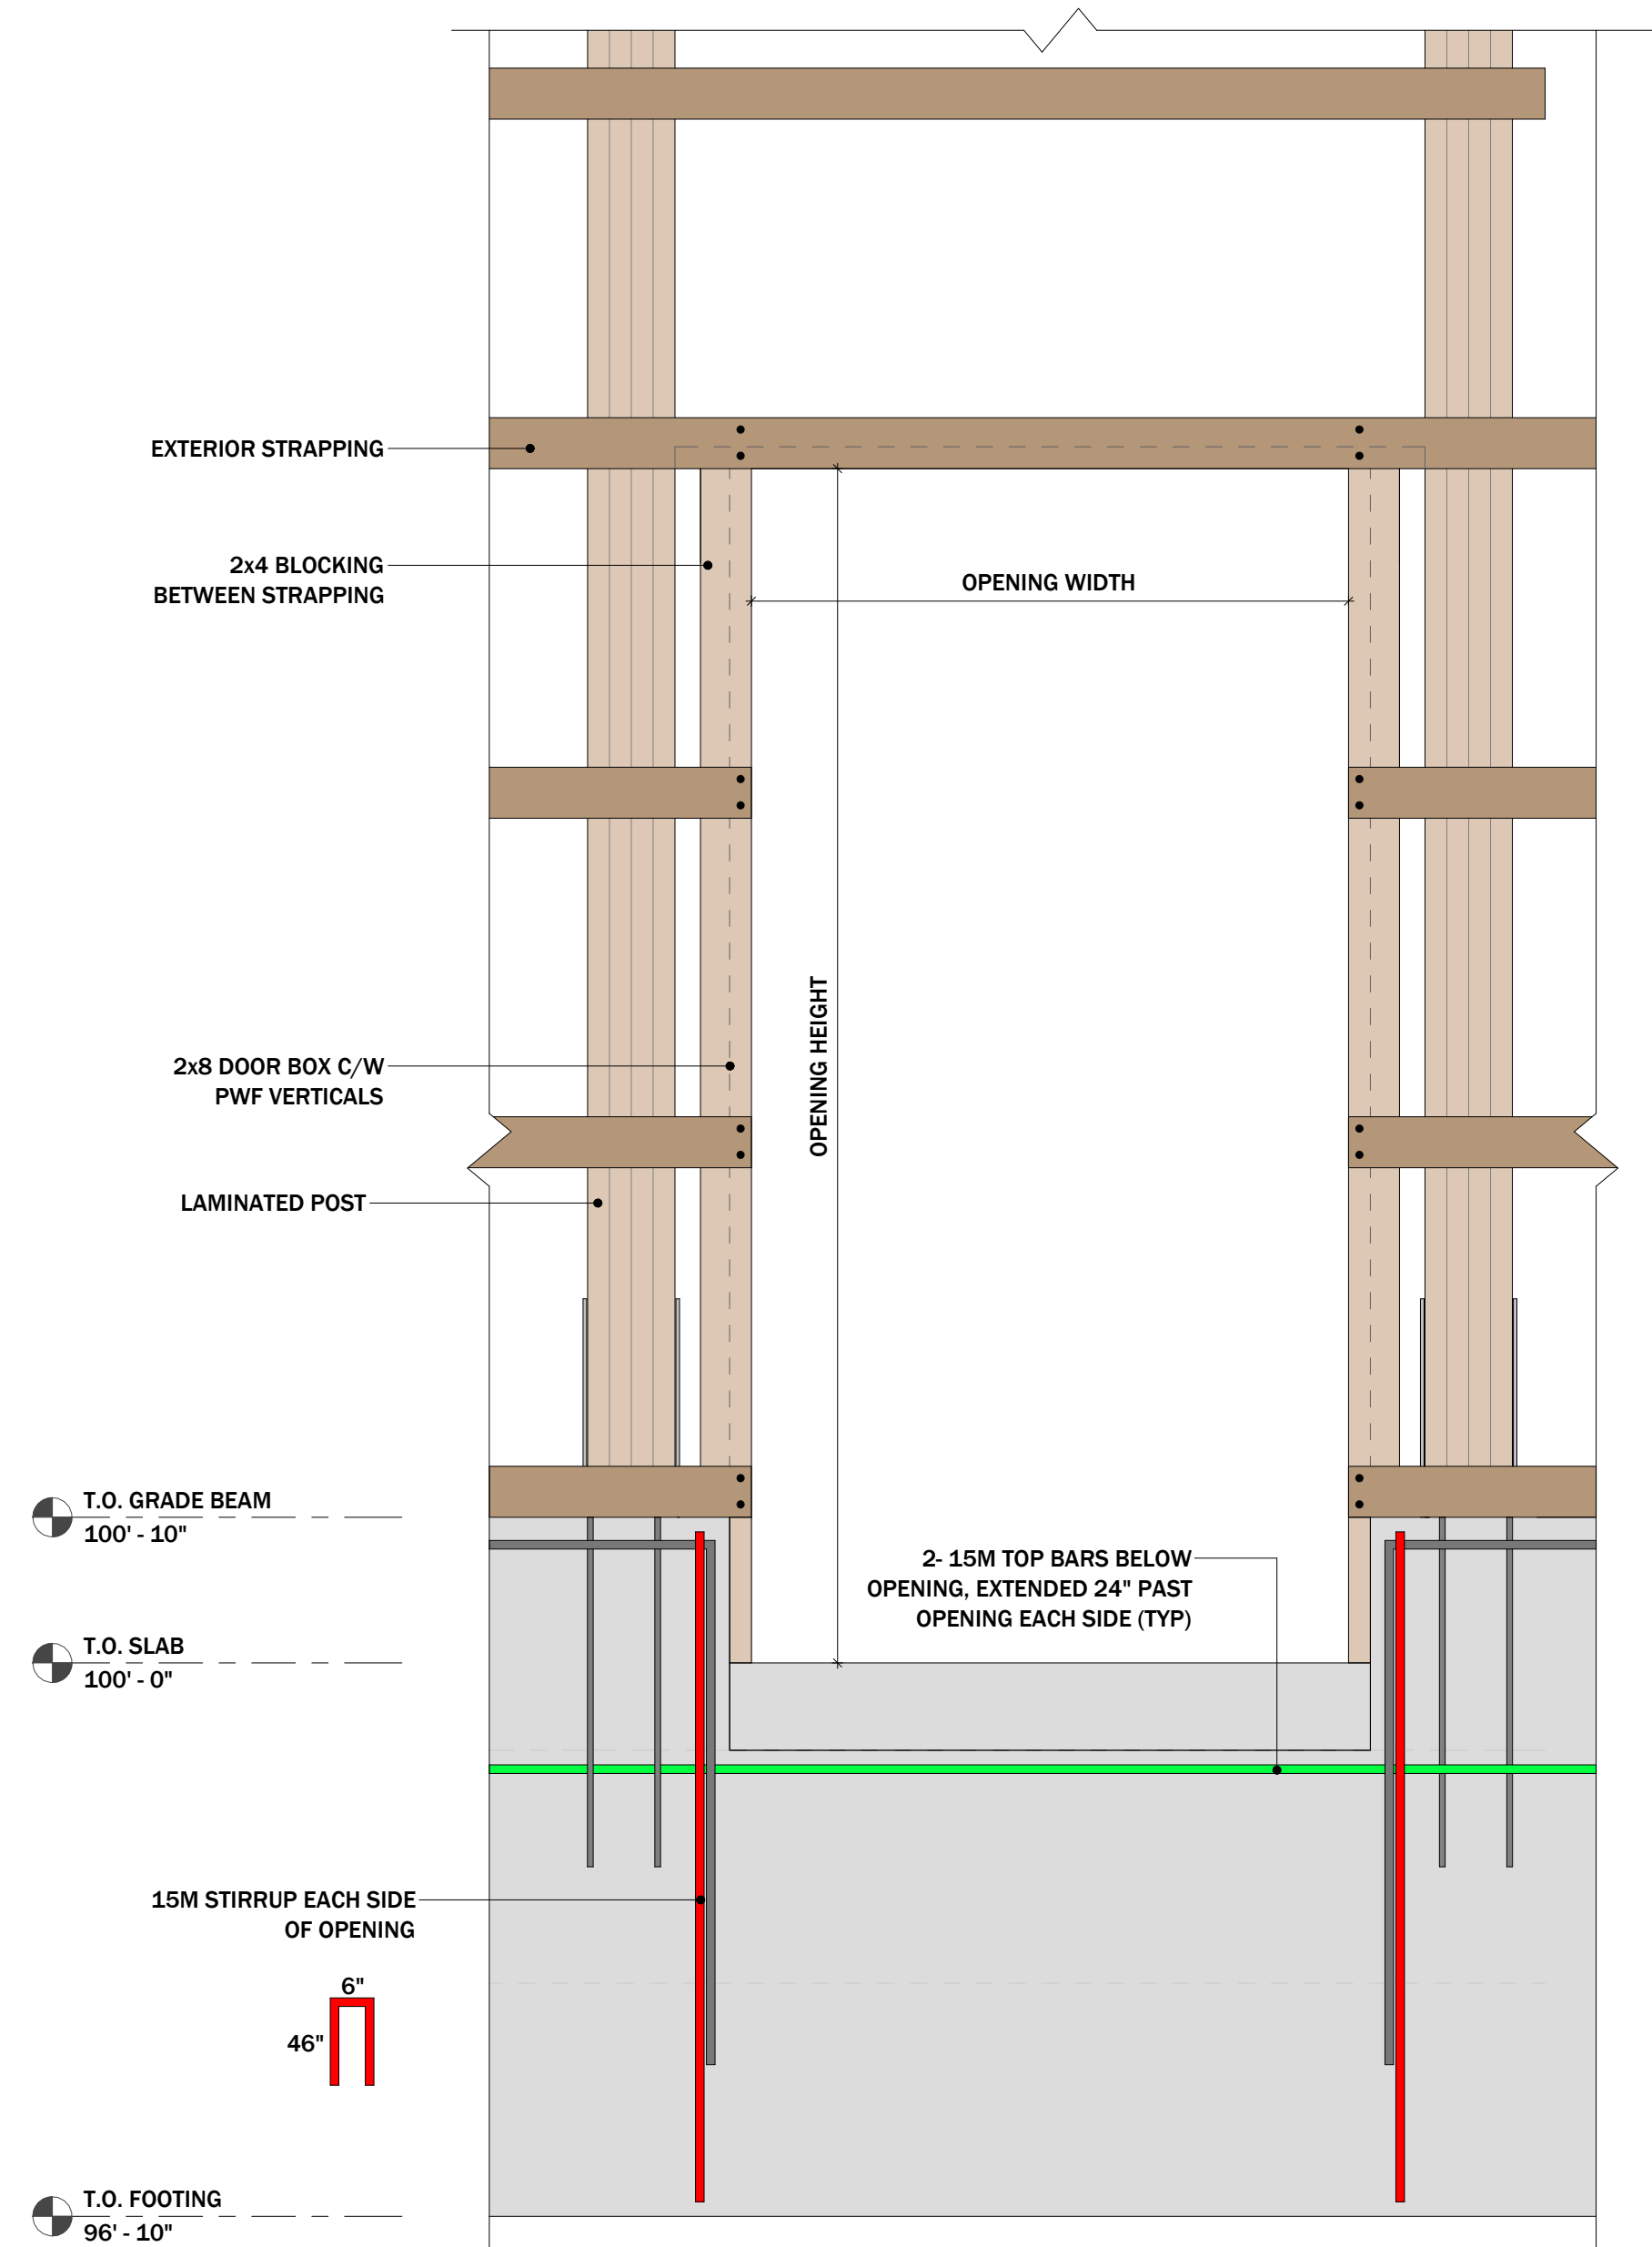 EXTERIOR STRAPPING
2x4 BLOCKING
BETWEEN STRAPPING
OPENING WIDTH
OPENING HEIGHT
2x8 DOOR BOX C/W
PWF VERTICALS
LAMINATED POST
T.O. GRADE BEAM
100' - 10"
2- 15M TOP BARS BELOW
OPENING, EXTENDED 24" PAST
OPENING EACH SIDE (TYP)
T.O. SLAB
100' - 0"
15M STIRRUP EACH SIDE
OF OPENING
6"
46"
T.O. FOOTING
96' - 10"